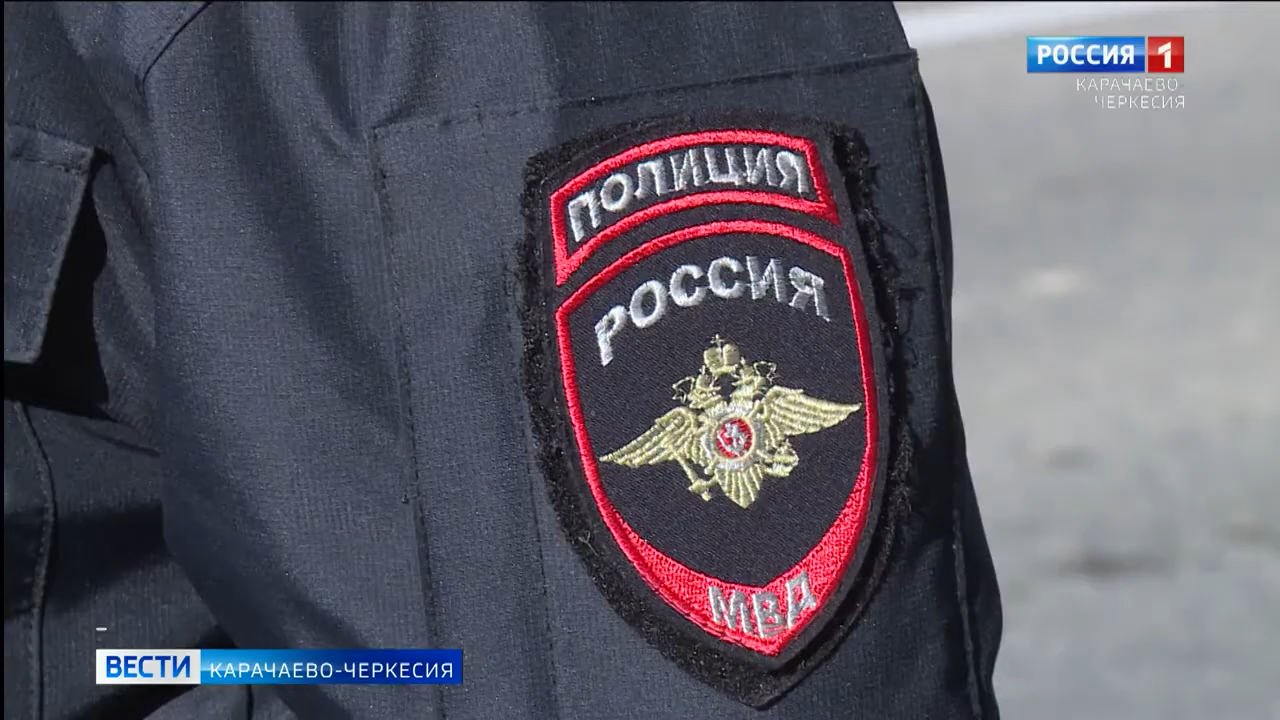 РОССИЯ 1
КАРАЧАЕВО-
ЧЕРКЕСИЯ
ПОЛИЦИЯ
РОССИЯ
МВД
ВЕСТИ КАРАЧАЕВО-ЧЕРКЕСИЯ